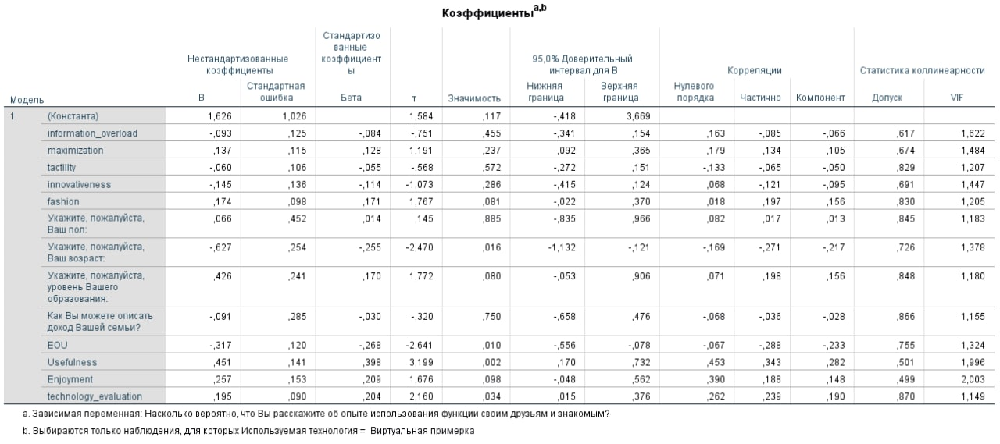 Коэффициенты a,b
Модель Нестандартизованные коэффициенты Стандартизованные коэффициенты т Значимость 95,0% Доверительный интервал для B Корреляции Статистика коллинеарности
B Стандартная ошибка Бета Нижняя граница Верхняя граница Нулевого порядка Частично Компонент Допуск VIF
1 (Константа) 1,626 1,026 1,584 ,117 -,418 3,669
information_overload -,093 ,125 -,084 -,751 ,455 -,341 ,154 ,163 -,085 -,066 ,617 1,622
maximization ,137 ,115 ,128 1,191 ,237 -,092 ,365 ,179 ,134 ,105 ,674 1,484
tactility -,060 ,106 -,055 -,568 ,572 -,272 ,151 -,133 -,065 -,050 ,829 1,207
innovativeness -,145 ,136 -,114 -1,073 ,286 -,415 ,124 ,068 -,121 -,095 ,691 1,447
fashion ,174 ,098 ,171 1,767 ,081 -,022 ,370 ,018 ,197 ,156 ,830 1,205
Укажите, пожалуйста, Ваш пол: ,066 ,452 ,014 ,145 ,885 -,835 ,966 ,082 ,017 ,013 ,845 1,183
Укажите, пожалуйста, Ваш возраст: -,627 ,254 -,255 -2,470 ,016 -1,132 -,121 -,169 -,271 -,217 ,726 1,378
Укажите, пожалуйста, уровень Вашего образования: ,426 ,241 ,170 1,772 ,080 -,053 ,906 ,071 ,198 ,156 ,848 1,180
Как Вы можете описать доход Вашей семьи? -,091 ,285 -,030 -,320 ,750 -,658 ,476 -,068 -,036 -,028 ,866 1,155
EOU -,317 ,120 -,268 -2,641 ,010 -,556 -,078 -,067 -,288 -,233 ,755 1,324
Usefulness ,451 ,141 ,398 3,199 ,002 ,170 ,732 ,453 ,343 ,282 ,501 1,996
Enjoyment ,257 ,153 ,209 1,676 ,098 -,048 ,562 ,390 ,188 ,148 ,499 2,003
technology_evaluation ,195 ,090 ,204 2,160 ,034 ,015 ,376 ,262 ,239 ,190 ,870 1,149
a. Зависимая переменная: Насколько вероятно, что Вы расскажите об опыте использования функции своим друзьям и знакомым?
b. Выбираются только наблюдения, для которых Используемая технология = Виртуальная примерка